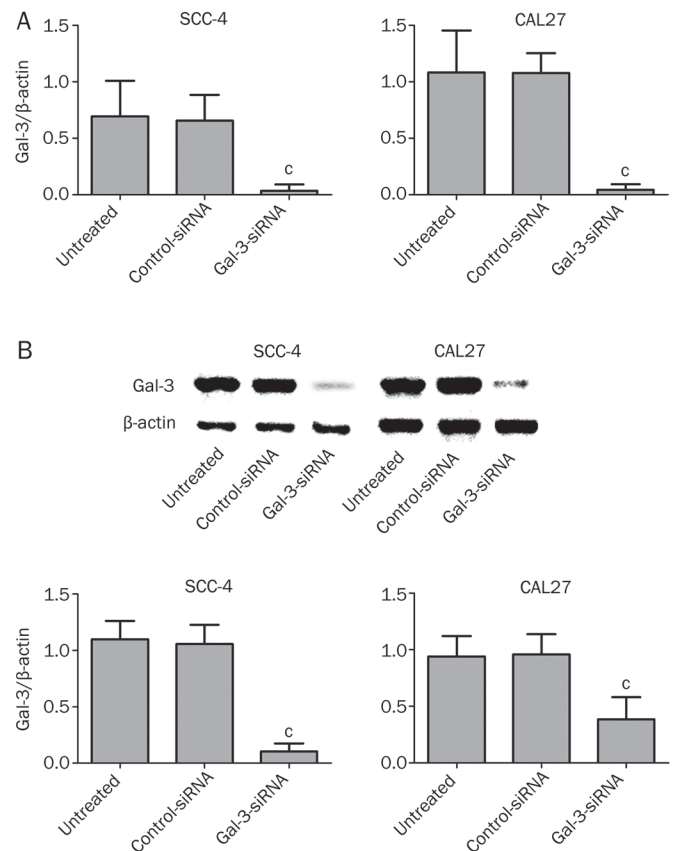 A
SCC-4
CAL27
Gal-3/β-actin
1.5
1.0
0.5
0.0
c
Untreated
Control-siRNA
Gal-3-siRNA
1.5
1.0
0.5
0.0
c
Untreated
Control-siRNA
Gal-3-siRNA
B
SCC-4
CAL27
Gal-3
β-actin
Untreated
Control-siRNA
Gal-3-siRNA
Untreated
Control-siRNA
Gal-3-siRNA
SCC-4
CAL27
Gal-3/β-actin
1.5
1.0
0.5
0.0
c
Untreated
Control-siRNA
Gal-3-siRNA
1.5
1.0
0.5
0.0
c
Untreated
Control-siRNA
Gal-3-siRNA